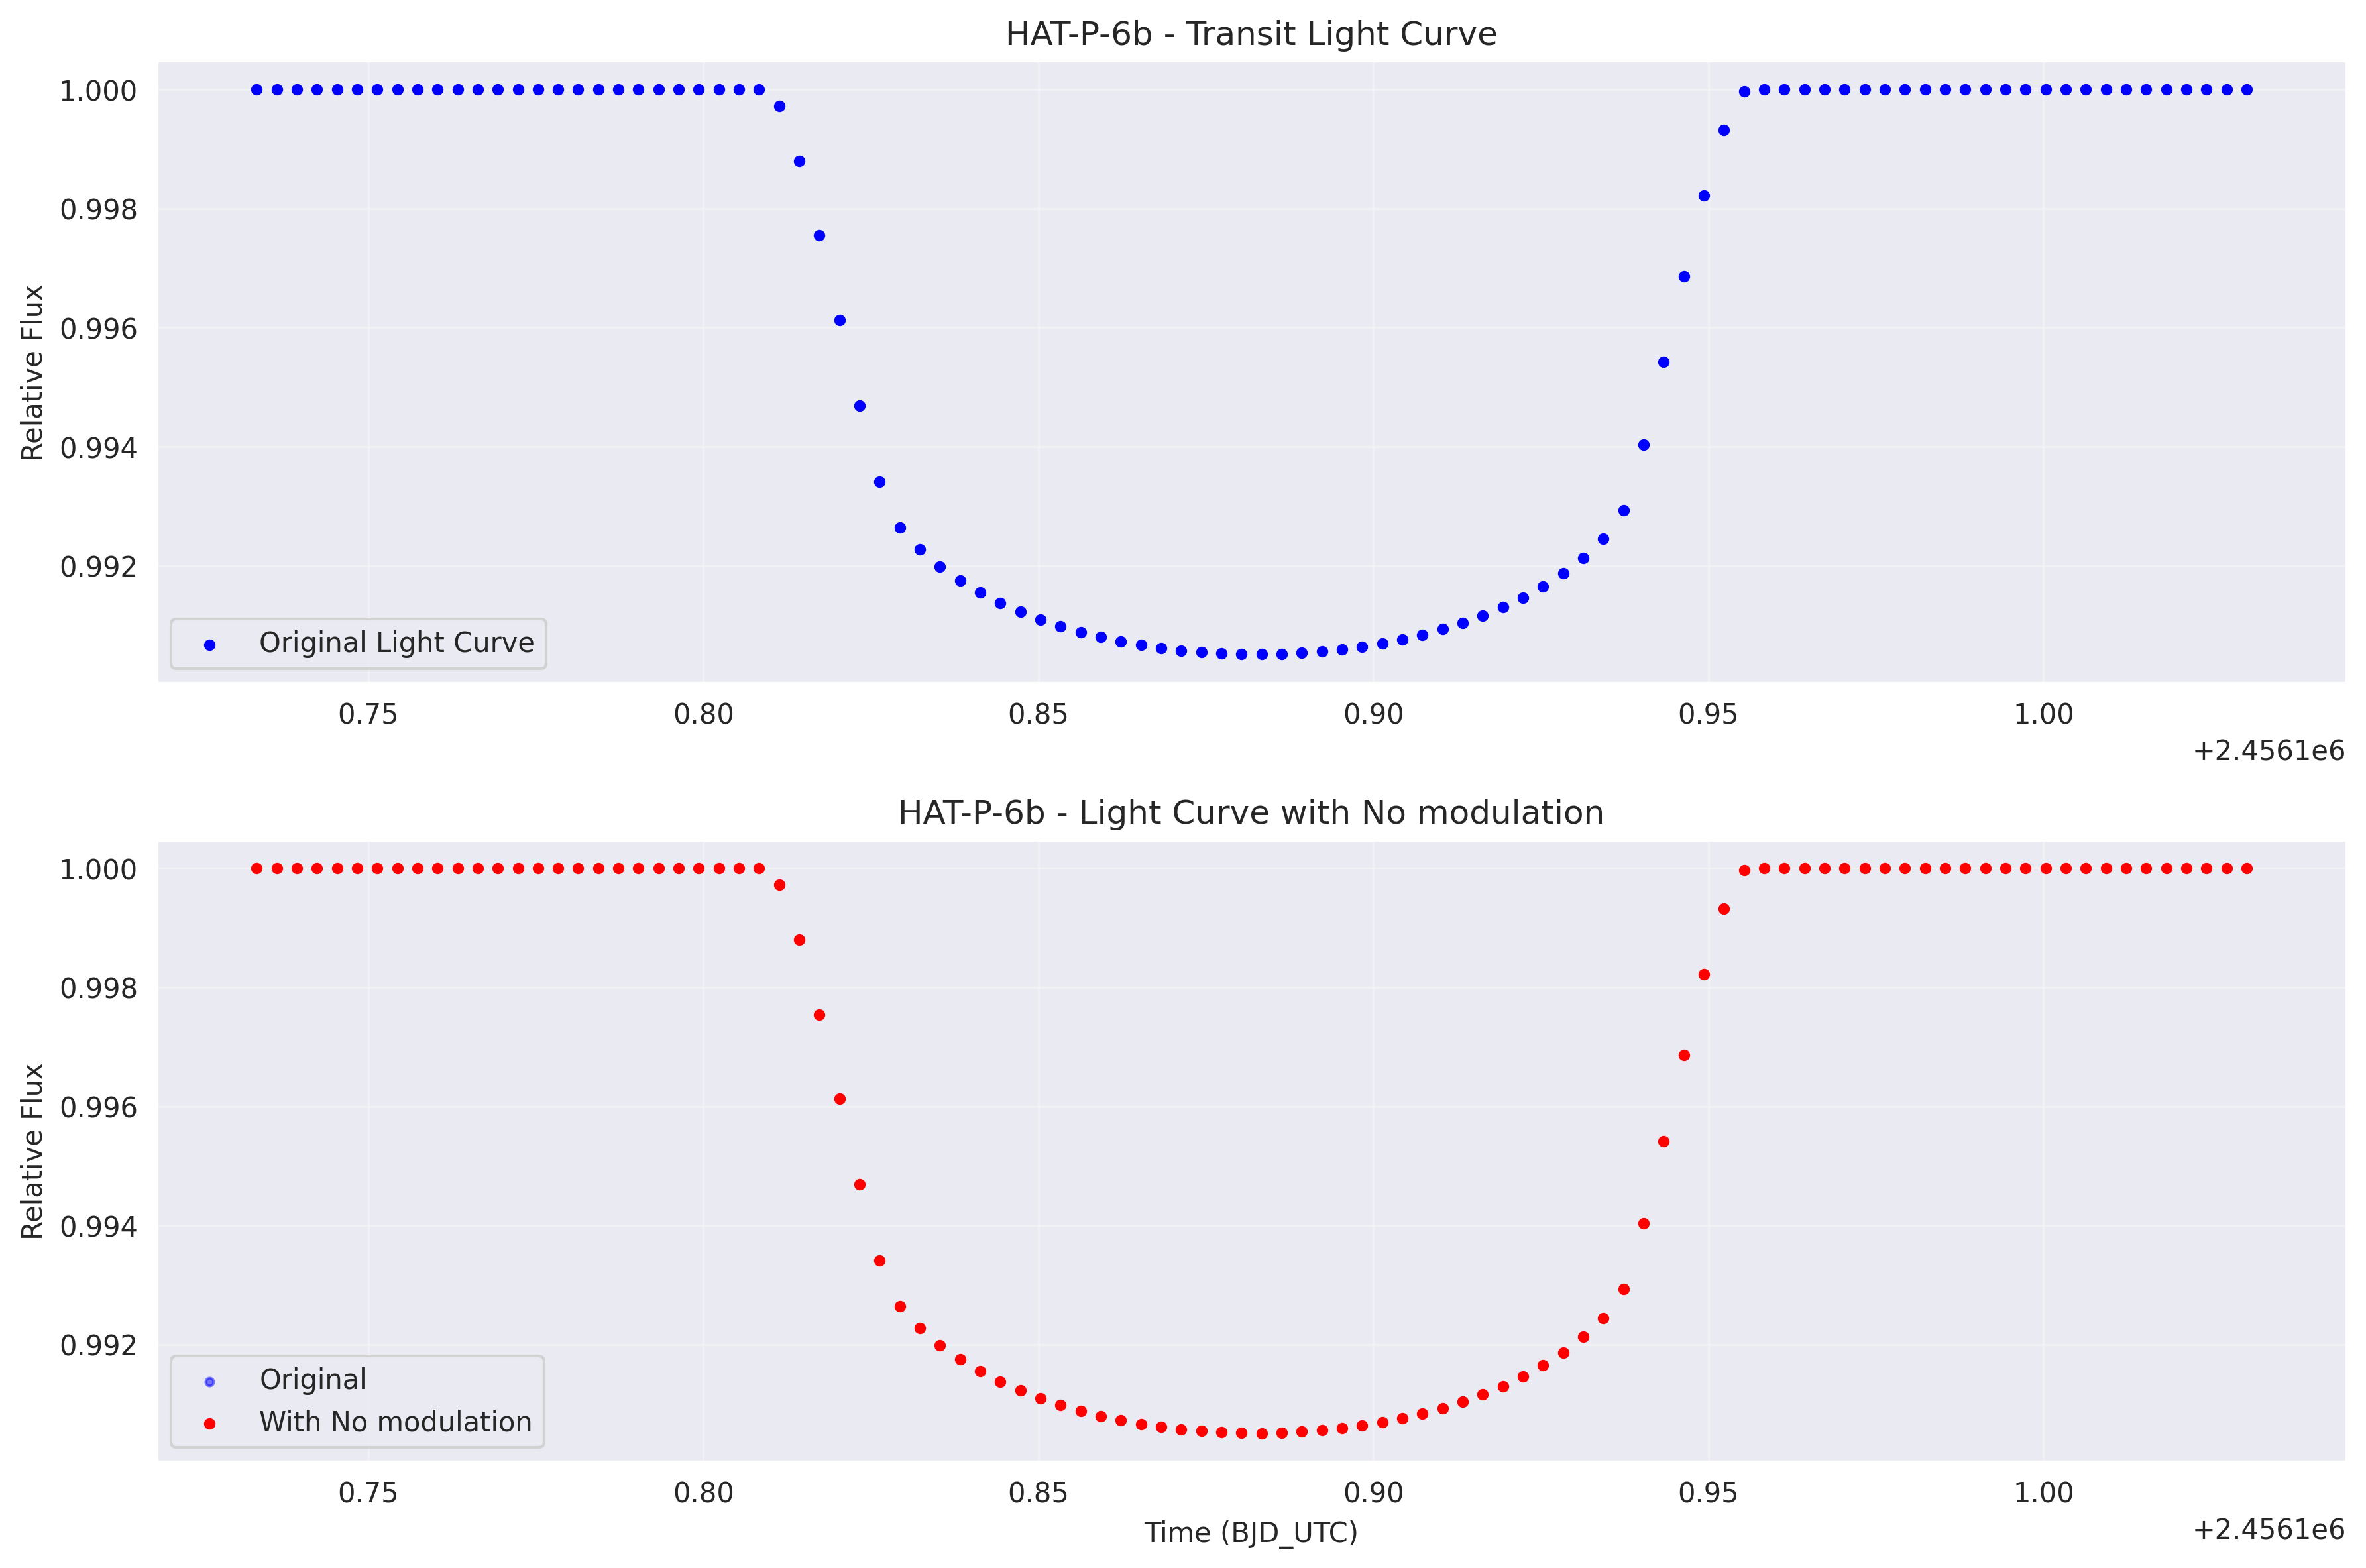 HAT-P-6b - Transit Light Curve
Relative Flux
1.000
0.998
0.996
0.994
0.992
Original Light Curve
0.75 0.80 0.85 0.90 0.95 1.00
+2.4561e6
HAT-P-6b - Light Curve with No modulation
Relative Flux
1.000
0.998
0.996
0.994
0.992
Original
With No modulation
0.75 0.80 0.85 0.90 0.95 1.00
Time (BJD_UTC)
+2.4561e6